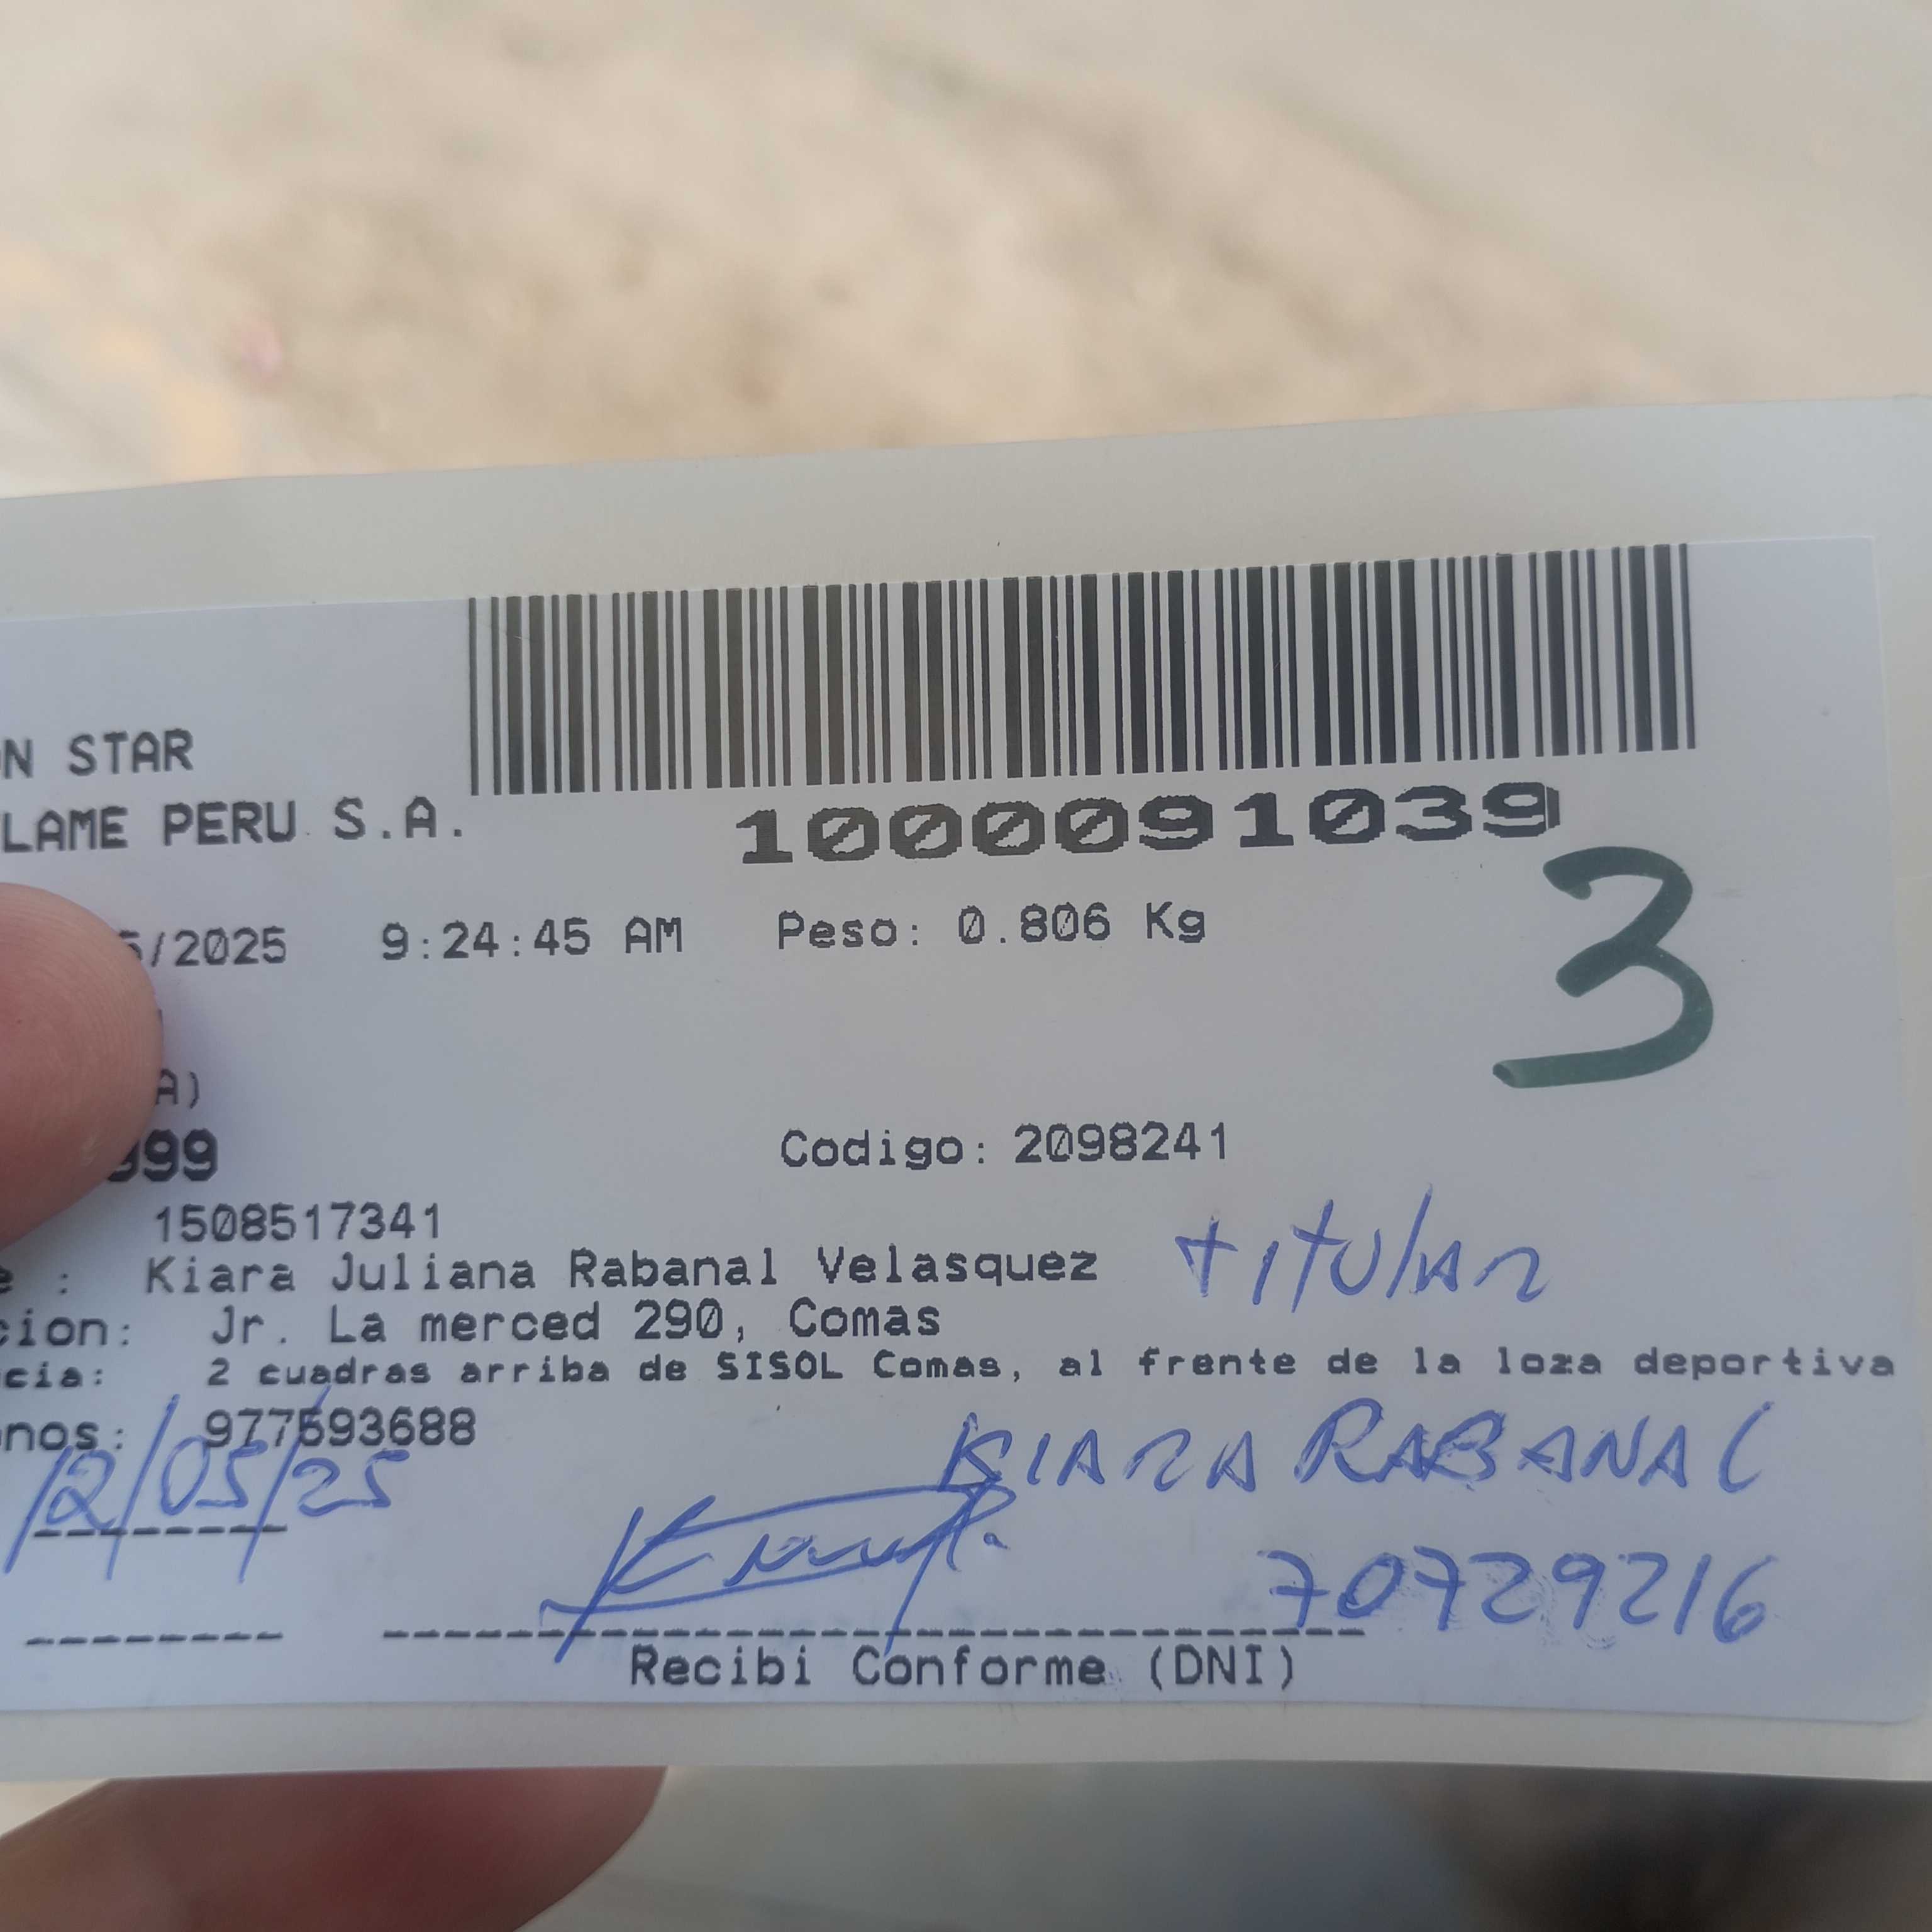 N STAR
LAME PERU S.A.
1000091039
3
5/2025 9:24:45 AM Peso: 0.806 Kg
A)
999 Codigo: 2098241
1508517341
e : Kiara Juliana Rabanal Velasquez TITUlAR
cion: Jr. La merced 290, Comas
cia: 2 cuadras arriba de SISOL Comas, al frente de la loza deportiva
nos: 977593688
12/05/25 KIARA RABANAL
70729216
Recibi Conforme (DNI)